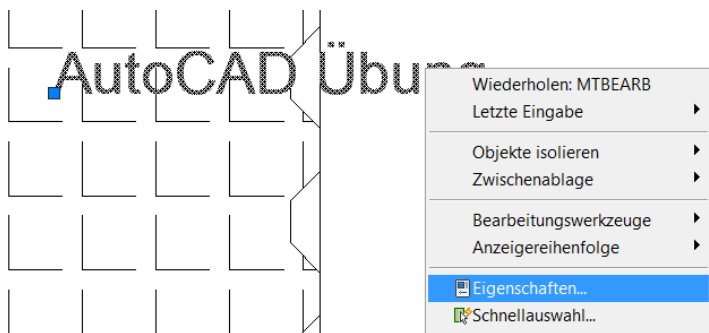 AutoCAD Übung
Wiederholen: MTBEARB
Letzte Eingabe
Objekte isolieren
Zwischenablage
Bearbeitungswerkzeuge
Anzeigereihenfolge
Eigenschaften...
Schnellauswahl...